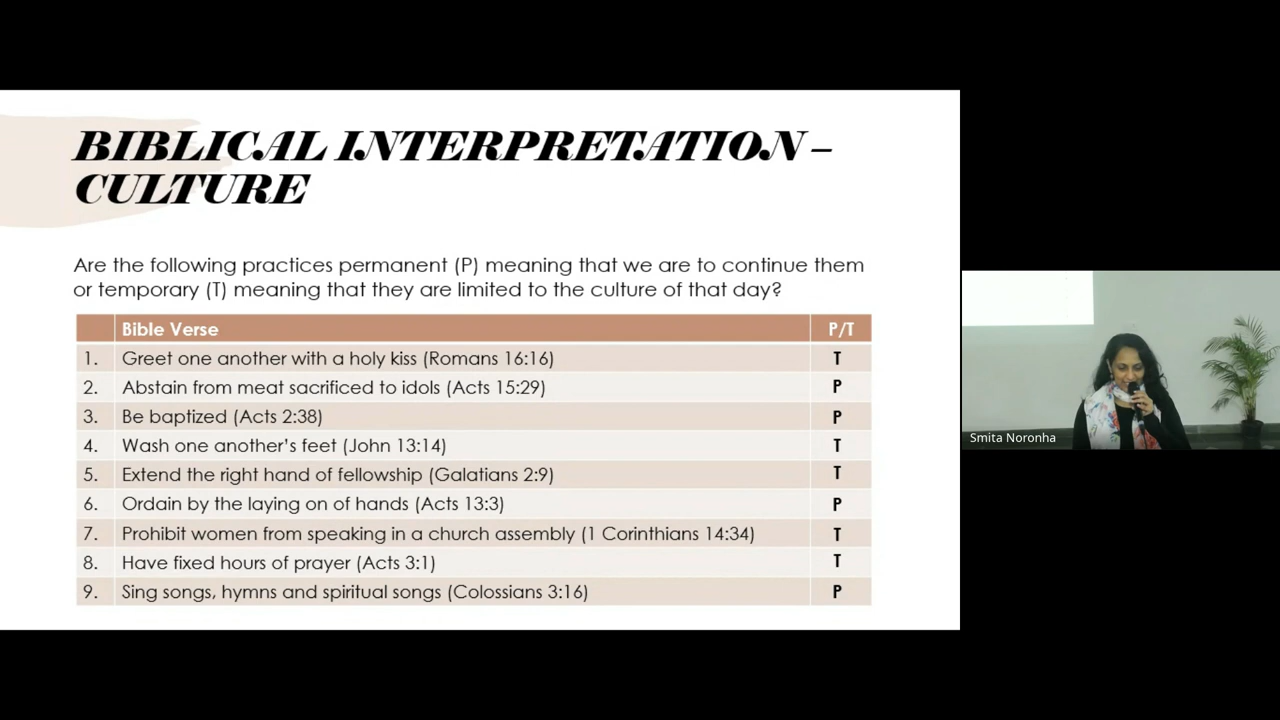 BIBLICAL INTERPRETATION –
CULTURE
Are the following practices permanent (P) meaning that we are to continue them
or temporary (T) meaning that they are limited to the culture of that day?
Bible Verse P/T
1. Greet one another with a holy kiss (Romans 16:16) T
2. Abstain from meat sacrificed to idols (Acts 15:29) P
3. Be baptized (Acts 2:38) P
4. Wash one another’s feet (John 13:14) T
5. Extend the right hand of fellowship (Galatians 2:9) T
6. Ordain by the laying on of hands (Acts 13:3) P
7. Prohibit women from speaking in a church assembly (1 Corinthians 14:34) T
8. Have fixed hours of prayer (Acts 3:1) T
9. Sing songs, hymns and spiritual songs (Colossians 3:16) P
Smita Noronha